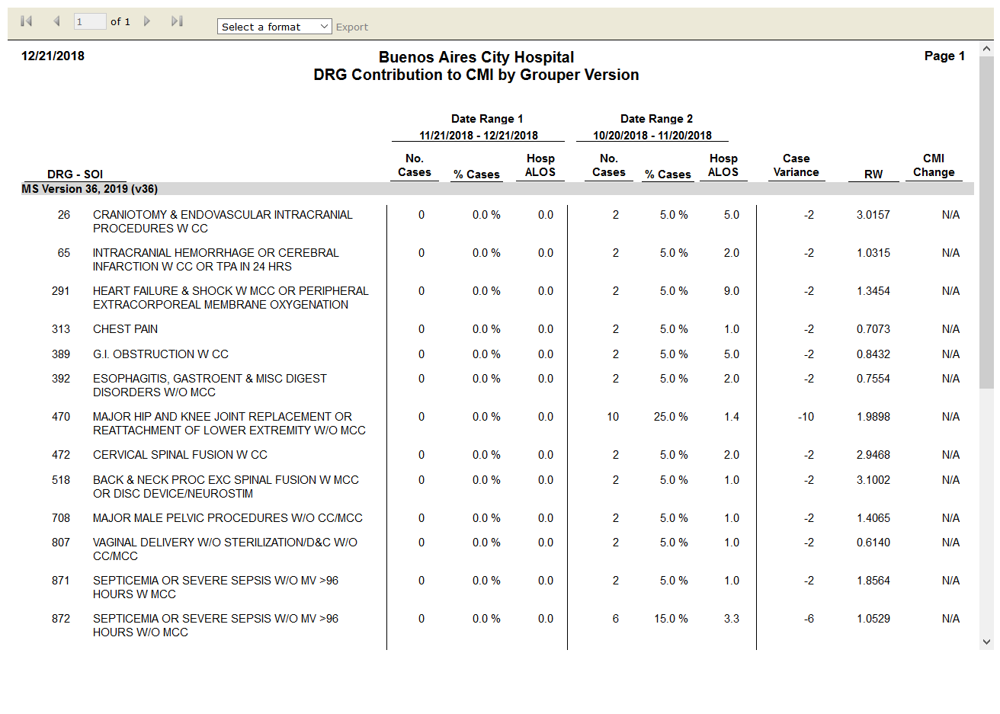 1 of 1 Select a format Export
12/21/2018 Buenos Aires City Hospital Page 1
DRG Contribution to CMI by Grouper Version
Date Range 1 Date Range 2
11/21/2018 - 12/21/2018 10/20/2018 - 11/20/2018
No. Hosp No. Hosp Case CMI
DRG - SOI Cases % Cases ALOS Cases % Cases ALOS Variance RW Change
MS Version 36, 2019 (v36)
26 CRANIOTOMY & ENDOVASCULAR INTRACRANIAL 0 0.0 % 0.0 2 5.0 % 5.0 -2 3.0157 N/A
PROCEDURES W CC
65 INTRACRANIAL HEMORRHAGE OR CEREBRAL 0 0.0 % 0.0 2 5.0 % 2.0 -2 1.0315 N/A
INFARCTION W CC OR TPA IN 24 HRS
291 HEART FAILURE & SHOCK W MCC OR PERIPHERAL 0 0.0 % 0.0 2 5.0 % 9.0 -2 1.3454 N/A
EXTRACORPOREAL MEMBRANE OXYGENATION
313 CHEST PAIN 0 0.0 % 0.0 2 5.0 % 1.0 -2 0.7073 N/A
389 G.I. OBSTRUCTION W CC 0 0.0 % 0.0 2 5.0 % 5.0 -2 0.8432 N/A
392 ESOPHAGITIS, GASTROENT & MISC DIGEST 0 0.0 % 0.0 2 5.0 % 2.0 -2 0.7554 N/A
DISORDERS W/O MCC
470 MAJOR HIP AND KNEE JOINT REPLACEMENT OR 0 0.0 % 0.0 10 25.0 % 1.4 -10 1.9898 N/A
REATTACHMENT OF LOWER EXTREMITY W/O MCC
472 CERVICAL SPINAL FUSION W CC 0 0.0 % 0.0 2 5.0 % 2.0 -2 2.9468 N/A
518 BACK & NECK PROC EXC SPINAL FUSION W MCC 0 0.0 % 0.0 2 5.0 % 1.0 -2 3.1002 N/A
OR DISC DEVICE/NEUROSTIM
708 MAJOR MALE PELVIC PROCEDURES W/O CC/MCC 0 0.0 % 0.0 2 5.0 % 1.0 -2 1.4065 N/A
807 VAGINAL DELIVERY W/O STERILIZATION/D&C W/O 0 0.0 % 0.0 2 5.0 % 1.0 -2 0.6140 N/A
CC/MCC
871 SEPTICEMIA OR SEVERE SEPSIS W/O MV >96 0 0.0 % 0.0 2 5.0 % 1.0 -2 1.8564 N/A
HOURS W MCC
872 SEPTICEMIA OR SEVERE SEPSIS W/O MV >96 0 0.0 % 0.0 6 15.0 % 3.3 -6 1.0529 N/A
HOURS W/O MCC